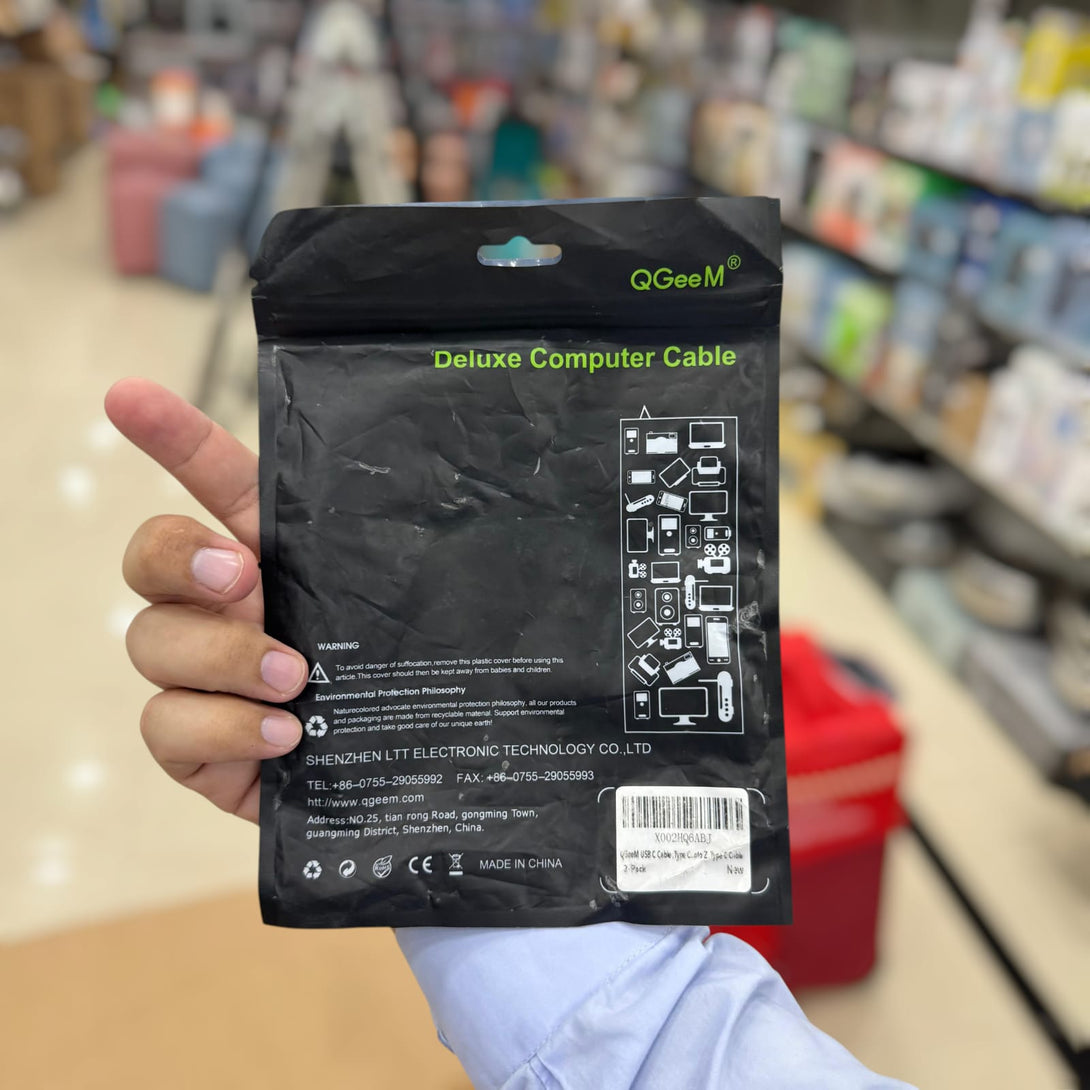 QGeeM®
Deluxe Computer Cable
WARNING
To avoid danger of suffocation,remove this plastic cover before using this
article.This cover should then be kept away from babies and children.
Environmental Protection Philosophy
Naturecolored advocate environmental protection philosophy, all our products
and packaging are made from recyclable material. Support environmental
protection and take good care of our unique earth!
SHENZHEN LTT ELECTRONIC TECHNOLOGY CO.,LTD
TEL:+86–0755–29055992 FAX: +86–0755–29055993
htt://www.qgeem.com
Address:NO.25, tian rong Road, gongming Town,
guangming District, Shenzhen, China.
RoHS CE MADE IN CHINA
X002HQ6ABJ
QGeeM USB C Cable ,Type C Type C Cable
2-Pack New